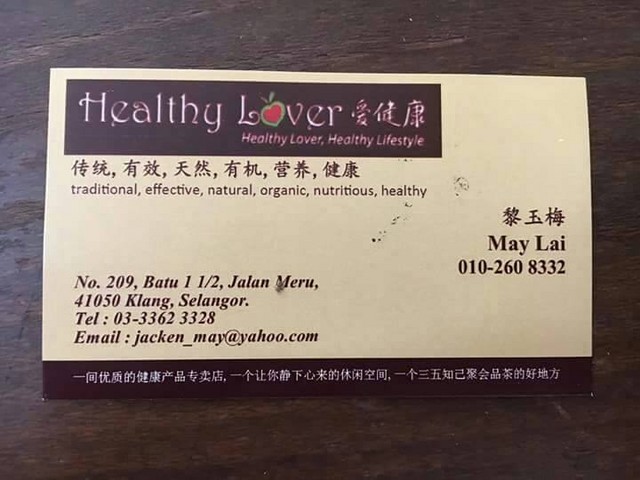 Healthy Lover 爱健康
Healthy Lover, Healthy Lifestyle
传统, 有效, 天然, 有机, 营养, 健康
traditional, effective, natural, organic, nutritious, healthy
黎玉梅
May Lai
010-260 8332
No. 209, Batu 1 1/2, Jalan Meru,
41050 Klang, Selangor.
Tel : 03-3362 3328
Email : jacken_may@yahoo.com
一间优质的健康产品专卖店, 一个让你静下心来的休闲空间, 一个三五知己聚会品茶的好地方